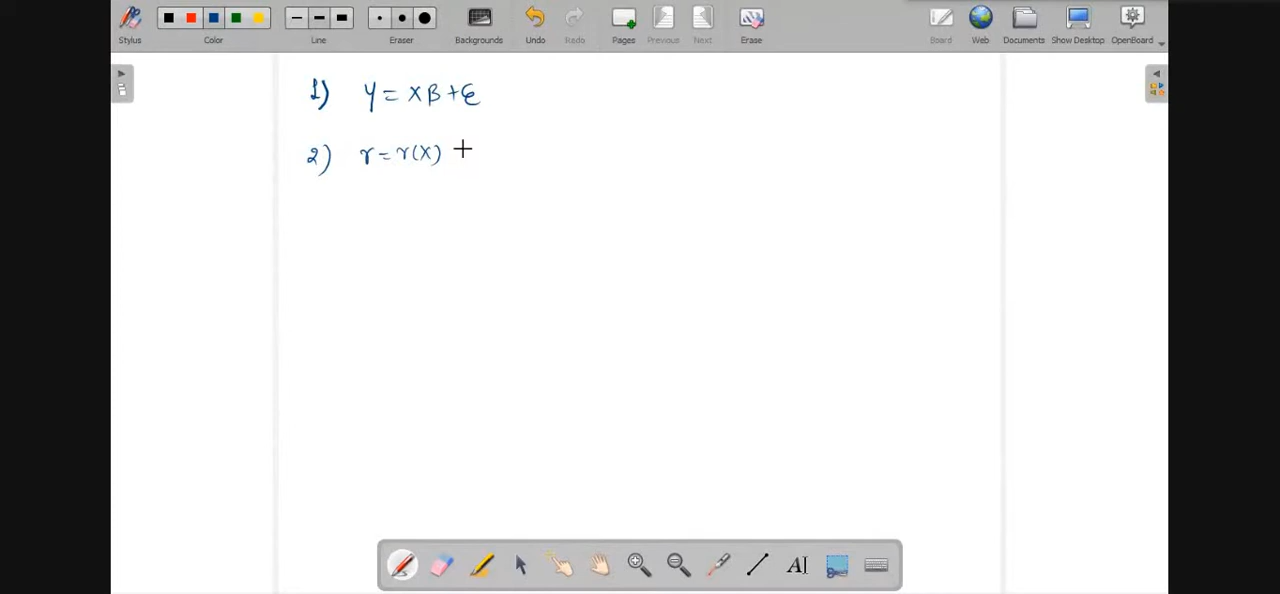 Stylus Color Line Eraser Backgrounds Undo Redo Pages Previous Next Erase Board Web Documents Show Desktop OpenBoard
1) Y = Xβ + ϵ
2) r = r(X)
AI